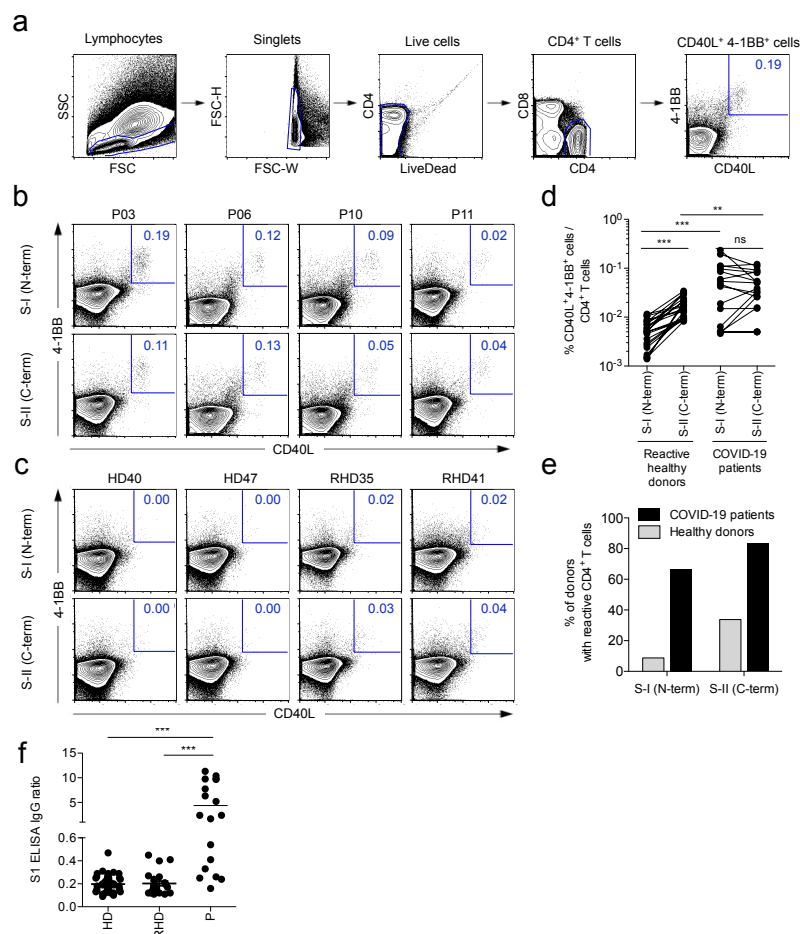 a
Lymphocytes
Singlets
Live cells
CD4⁺ T cells
CD40L⁺ 4-1BB⁺ cells
SSC
FSC
FSC-H
FSC-W
CD4
LiveDead
CD8
CD4
4-1BB
CD40L
0.19
b
P03
P06
P10
P11
S-I (N-term)
0.19
0.12
0.09
0.02
4-1BB
S-II (C-term)
0.11
0.13
0.05
0.04
CD40L
c
HD40
HD47
RHD35
RHD41
S-I (N-term)
0.00
0.00
0.02
0.02
4-1BB
S-II (C-term)
0.00
0.00
0.03
0.04
CD40L
d
**
***
***
ns
% CD40L⁺4-1BB⁺ cells /
CD4⁺ T cells
10⁰
10⁻¹
10⁻²
10⁻³
S-I (N-term)
S-II (C-term)
S-I (N-term)
S-II (C-term)
Reactive
healthy
donors
COVID-19
patients
e
COVID-19 patients
Healthy donors
% of donors
with reactive CD4⁺ T cells
100
80
60
40
20
0
S-I (N-term)
S-II (C-term)
f
***
***
S1 ELISA IgG ratio
15
10
5
0.6
0.4
0.2
0.0
HD
RHD
P